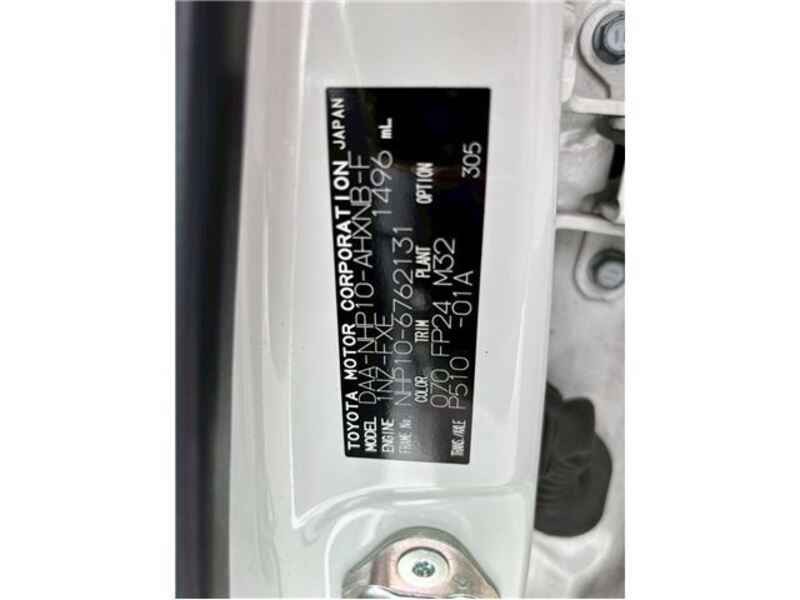 TOYOTA MOTOR CORPORATION JAPAN
MODEL DAA-NHP10-AHXNB-F
ENGINE 1NZ-FXE 1496 mL
FRAME No. NHP10-6762131
COLOR TRIM PLANT OPTION
070 FP24 M32
TRANS./AXLE P510 -01A 305